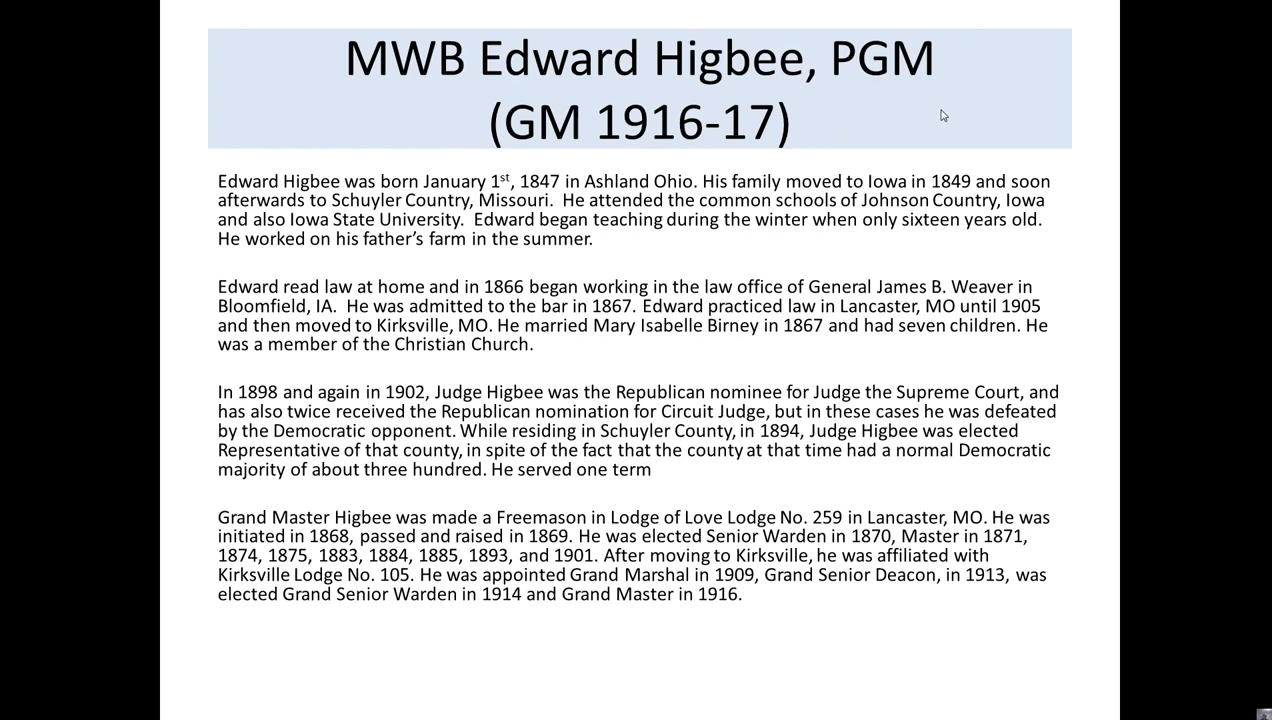 MWB Edward Higbee, PGM
(GM 1916-17)
Edward Higbee was born January 1st, 1847 in Ashland Ohio. His family moved to Iowa in 1849 and soon
afterwards to Schuyler Country, Missouri. He attended the common schools of Johnson Country, Iowa
and also Iowa State University. Edward began teaching during the winter when only sixteen years old.
He worked on his father's farm in the summer.
Edward read law at home and in 1866 began working in the law office of General James B. Weaver in
Bloomfield, IA. He was admitted to the bar in 1867. Edward practiced law in Lancaster, MO until 1905
and then moved to Kirksville, MO. He married Mary Isabelle Birney in 1867 and had seven children. He
was a member of the Christian Church.
In 1898 and again in 1902, Judge Higbee was the Republican nominee for Judge the Supreme Court, and
has also twice received the Republican nomination for Circuit Judge, but in these cases he was defeated
by the Democratic opponent. While residing in Schuyler County, in 1894, Judge Higbee was elected
Representative of that county, in spite of the fact that the county at that time had a normal Democratic
majority of about three hundred. He served one term
Grand Master Higbee was made a Freemason in Lodge of Love Lodge No. 259 in Lancaster, MO. He was
initiated in 1868, passed and raised in 1869. He was elected Senior Warden in 1870, Master in 1871,
1874, 1875, 1883, 1884, 1885, 1893, and 1901. After moving to Kirksville, he was affiliated with
Kirksville Lodge No. 105. He was appointed Grand Marshal in 1909, Grand Senior Deacon, in 1913, was
elected Grand Senior Warden in 1914 and Grand Master in 1916.